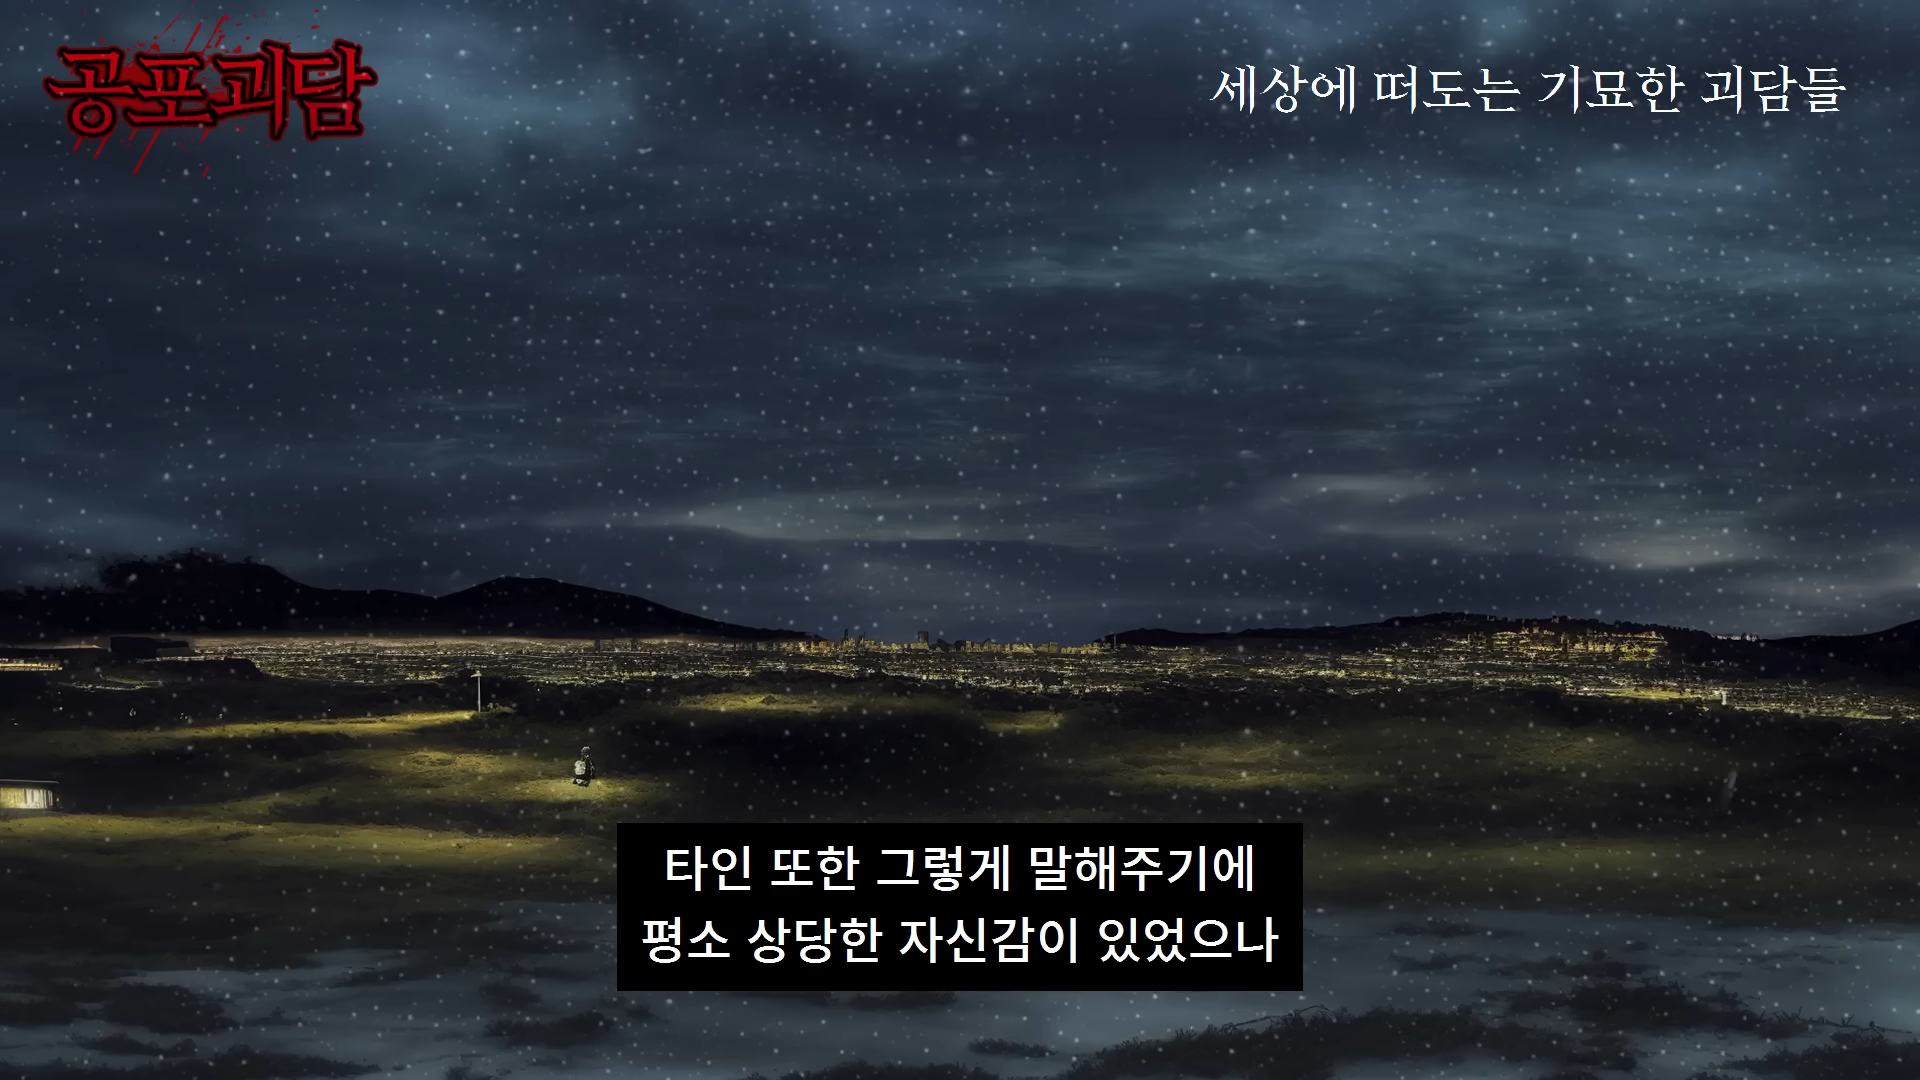 공포괴담
세상에 떠도는 기묘한 괴담들
타인 또한 그렇게 말해주기에
평소 상당한 자신감이 있었으나